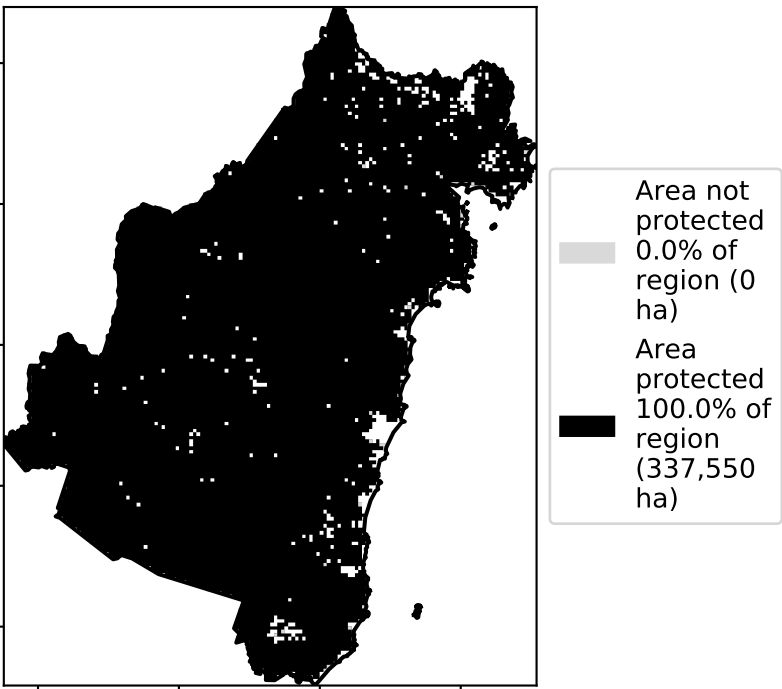 Area not
protected
0.0% of
region (0
ha)
Area
protected
100.0% of
region
(337,550
ha)